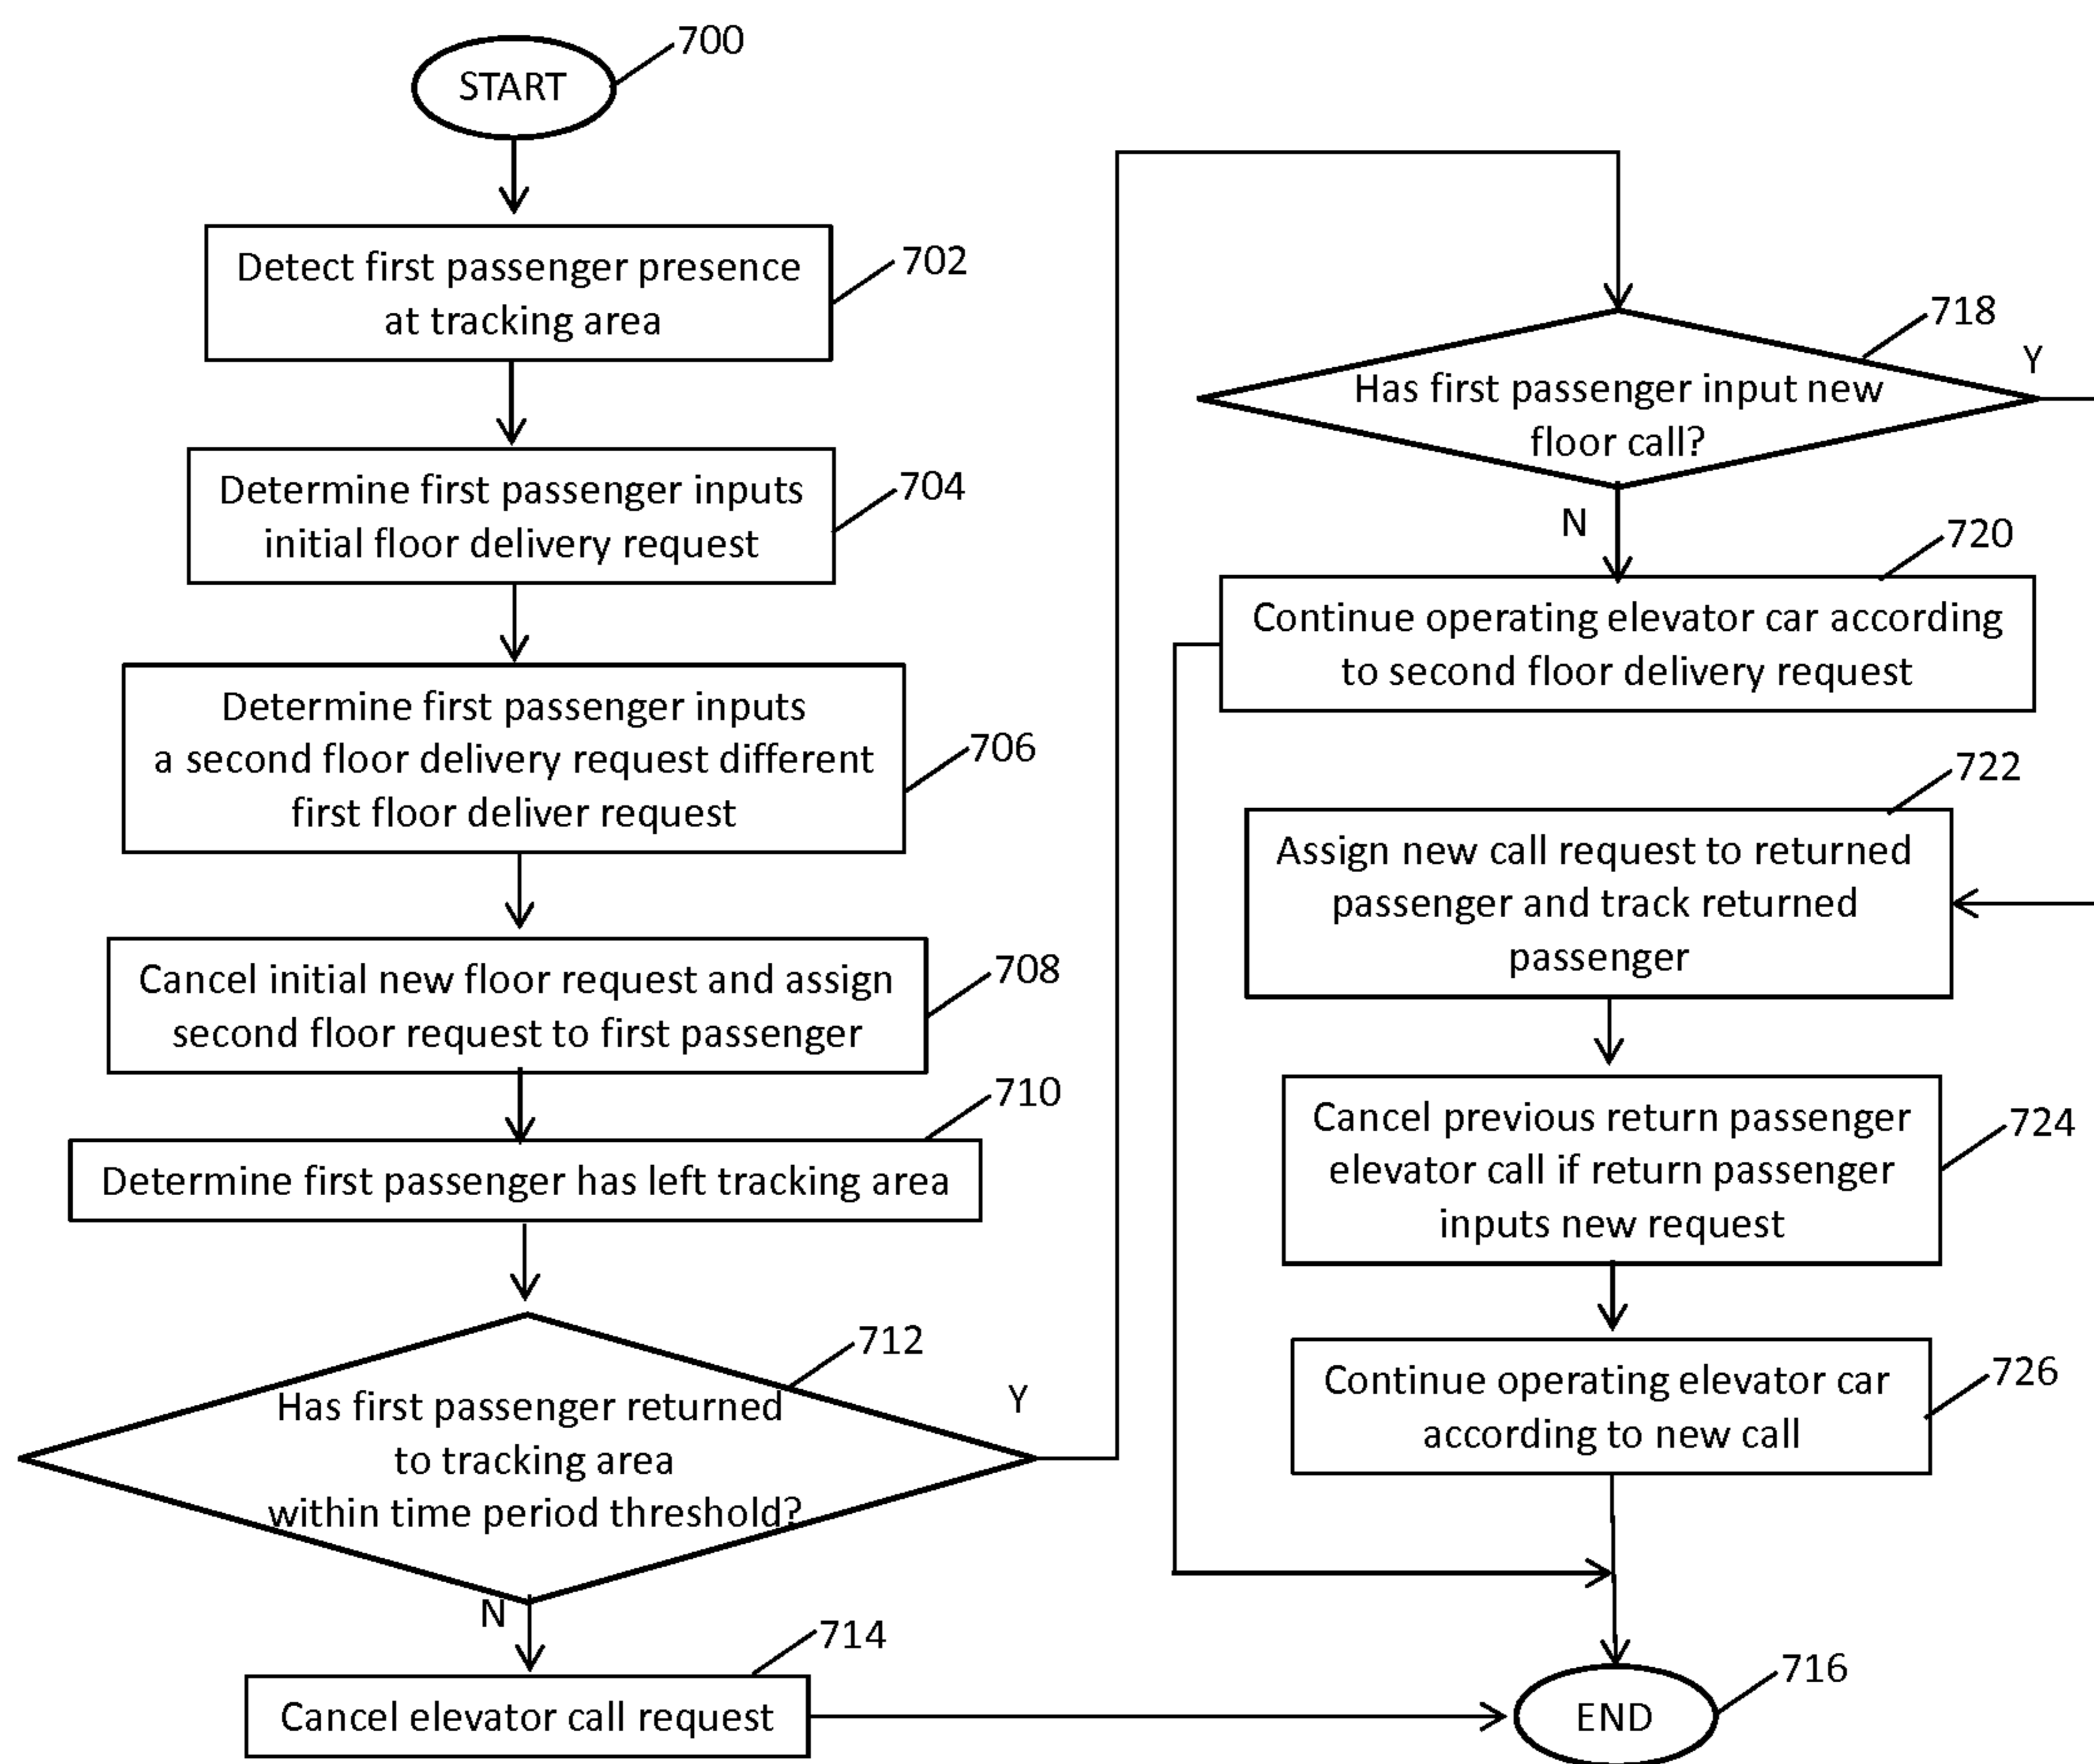 START
700
Detect first passenger presence
at tracking area
702
Determine first passenger inputs
initial floor delivery request
704
Determine first passenger inputs
a second floor delivery request different
first floor deliver request
706
Cancel initial new floor request and assign
second floor request to first passenger
708
Determine first passenger has left tracking area
710
Has first passenger returned
to tracking area
within time period threshold?
712
Y
N
Cancel elevator call request
714
Has first passenger input new
floor call?
718
Y
N
Continue operating elevator car according
to second floor delivery request
720
Assign new call request to returned
passenger and track returned
passenger
722
Cancel previous return passenger
elevator call if return passenger
inputs new request
724
Continue operating elevator car
according to new call
726
END
716